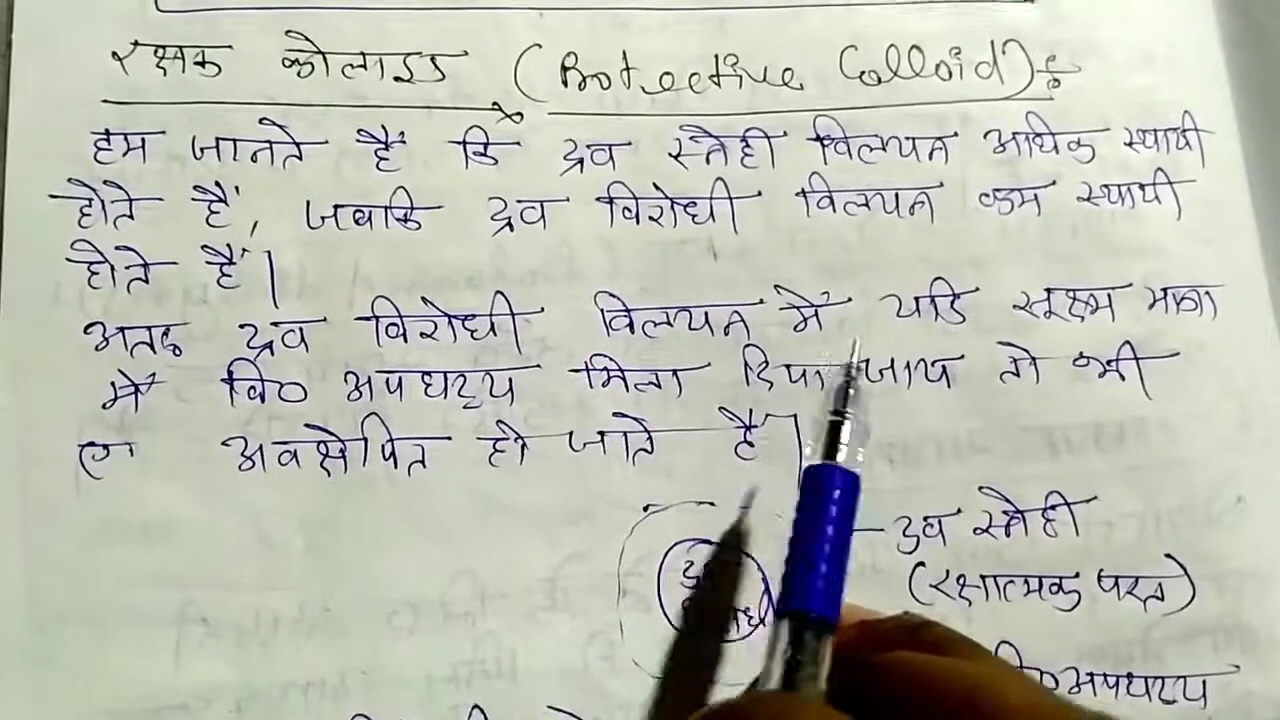 रक्षक कोलाइड (Protective Colloid) :-
हम जानते हैं कि द्रव स्नेही विलयन अधिक स्थायी
होते हैं, जबकि द्रव विरोधी विलयन कम स्थायी
होते हैं।
अतः द्रव विरोधी विलयन में यदि सूक्ष्म मात्रा
में वि० अपघट्य मिला दिया जाय तो भी
ए अवक्षेपित हो जाते हैं।
द्रव स्नेही
(रक्षात्मक परत)
वि०अपघट्य